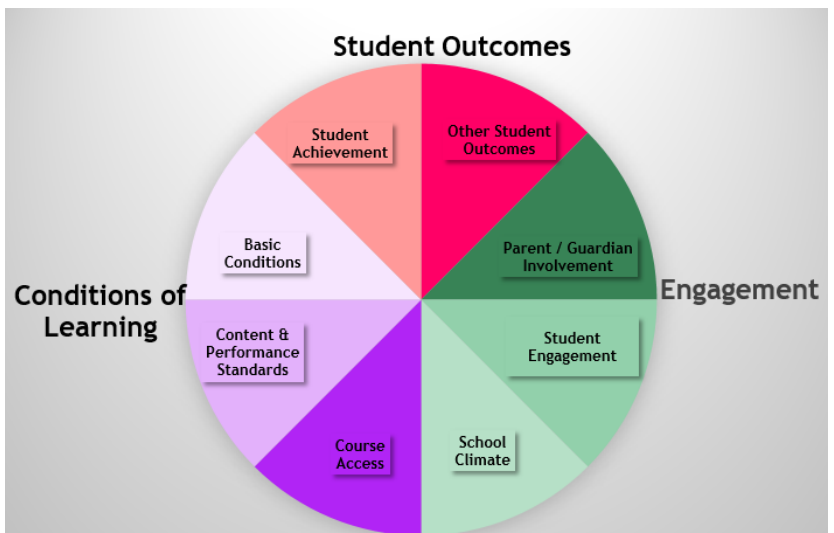 Student Outcomes
Student
Achievement
Other Student
Outcomes
Basic
Conditions
Parent / Guardian
Involvement
Conditions of
Learning
Engagement
Content &
Performance
Standards
Student
Engagement
Course
Access
School
Climate